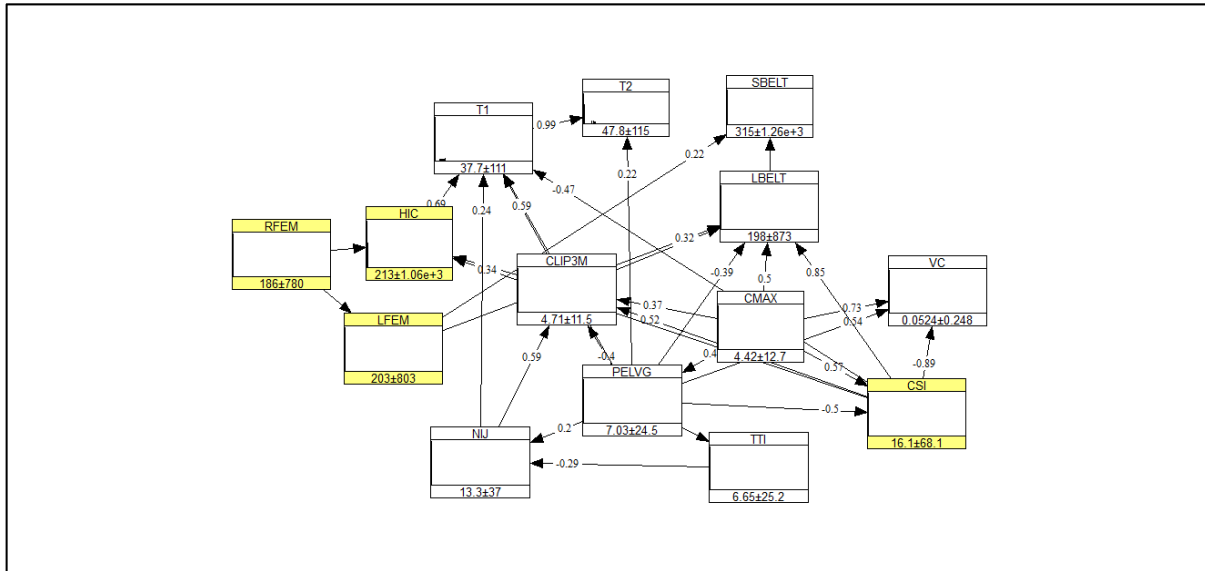 SBELT
T2
T1
0.99
47.8±115
315±1.26e+3
0.22
37.7±111
0.22
LBELT
-0.47
0.69
0.24
0.59
HIC
RFEM
0.32
198±873
CLIP3M
0.34
-0.39
0.85
VC
213±1.06e+3
0.5
186±780
CMAX
0.37
0.73
LFEM
0.52
0.54
0.0524±0.248
4.71±11.5
0.4
4.42±12.7
-0.4
0.59
PELVG
0.57
-0.89
203±803
CSI
-0.5
0.2
7.03±24.5
NIJ
TTI
16.1±68.1
-0.29
13.3±37
6.65±25.2